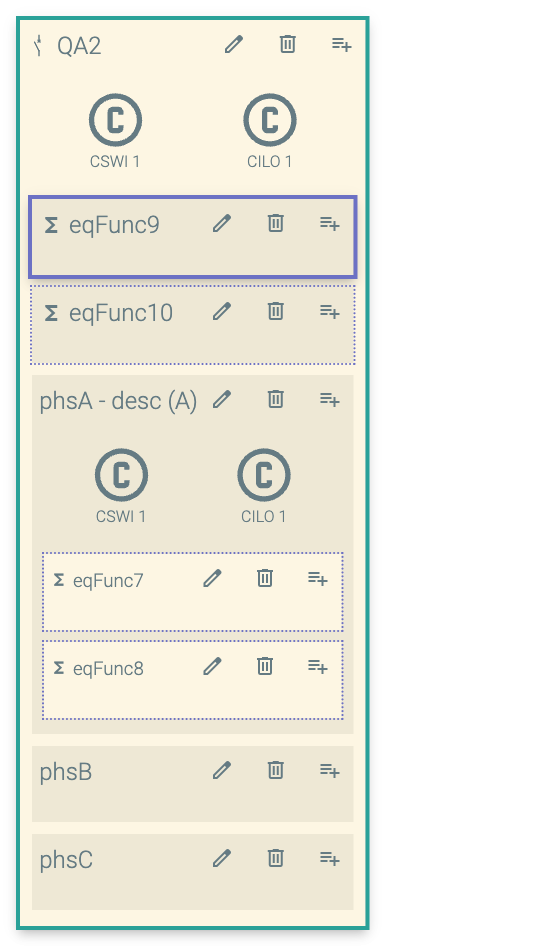 QA2
C C
CSWI 1 CILO 1
Σ eqFunc9
Σ eqFunc10
phsA - desc (A)
C C
CSWI 1 CILO 1
Σ eqFunc7
Σ eqFunc8
phsB
phsC